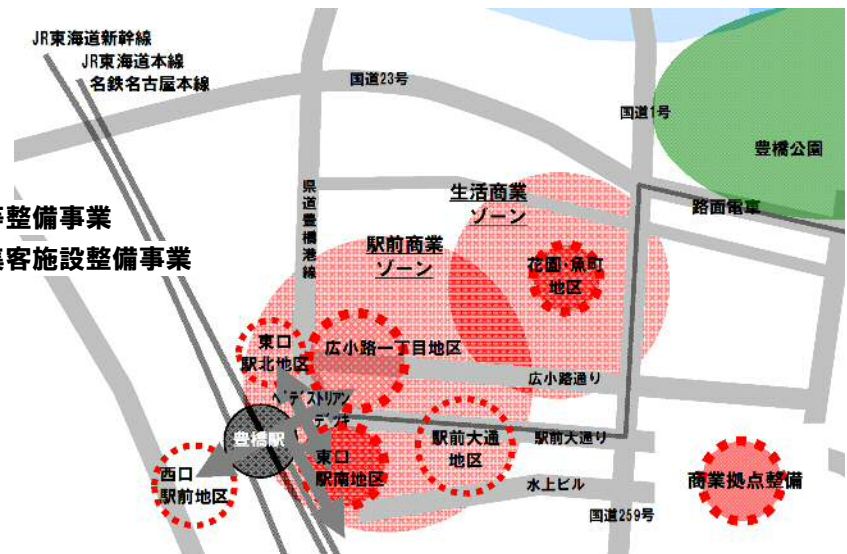 JR東海道新幹線
JR東海道本線
名鉄名古屋本線
国道23号
国道1号
豊橋公園
県道豊橋港線
生活商業
ゾーン
路面電車
等整備事業
集客施設整備事業
駅前商業
ゾーン
花園・魚町
地区
東口
駅北地区
広小路一丁目地区
広小路通り
ペデストリアン
デッキ
豊橋駅
駅前大通
地区
駅前大通り
東口
駅南地区
西口
駅前地区
水上ビル
商業拠点整備
国道259号